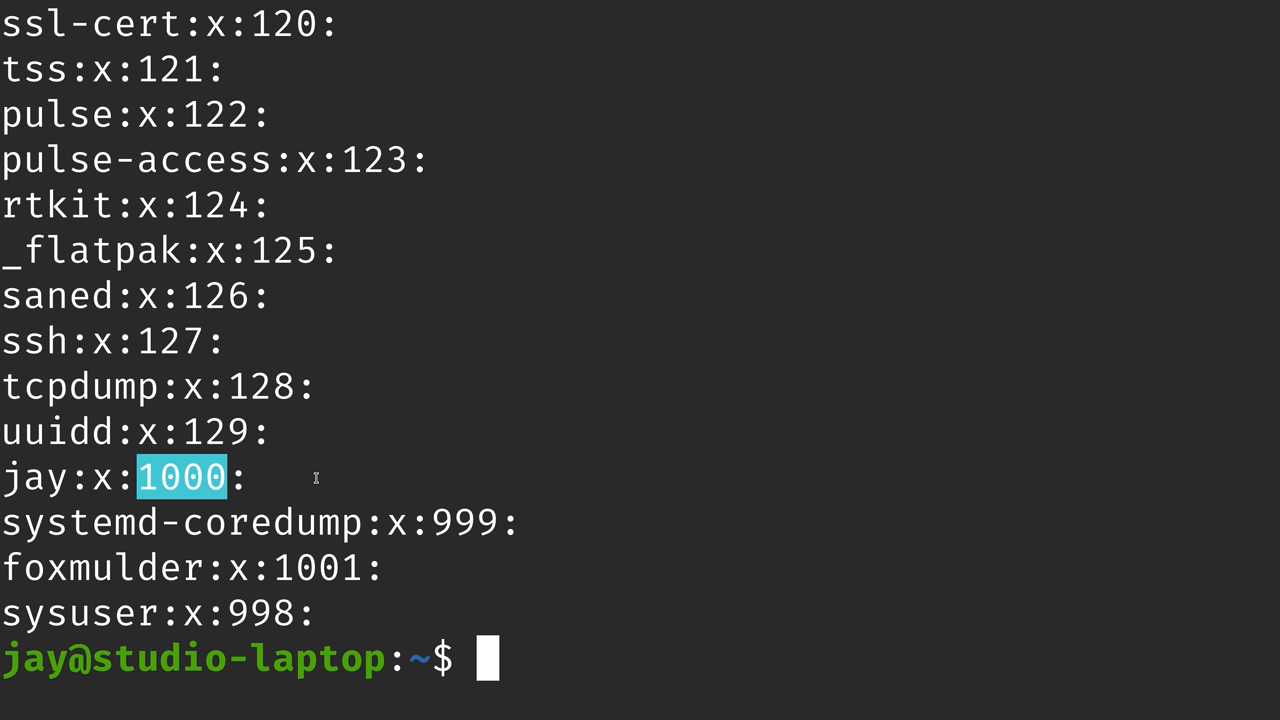 ssl-cert:x:120:
tss:x:121:
pulse:x:122:
pulse-access:x:123:
rtkit:x:124:
_flatpak:x:125:
saned:x:126:
ssh:x:127:
tcpdump:x:128:
uuidd:x:129:
jay:x:1000:
systemd-coredump:x:999:
foxmulder:x:1001:
sysuser:x:998:
jay@studio-laptop:~$